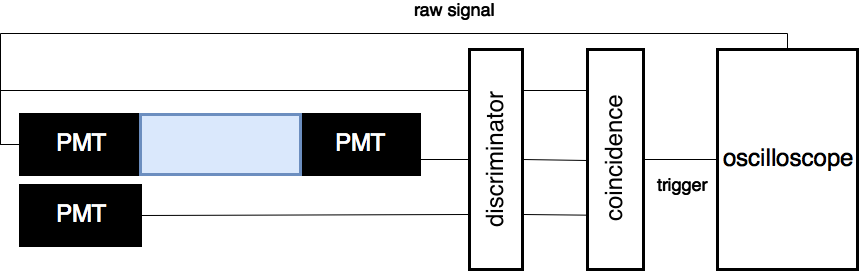 raw signal
PMT
PMT
PMT
discriminator
coincidence
trigger
oscilloscope